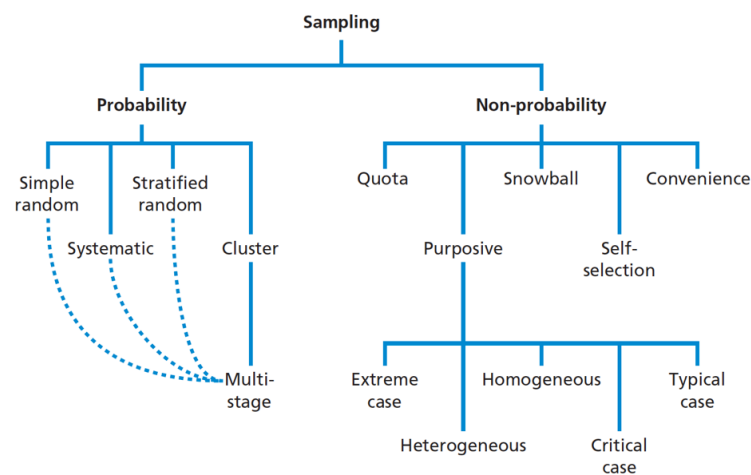 Sampling
Probability
Non-probability
Simple
random
Stratified
random
Quota
Snowball
Convenience
Systematic
Cluster
Purposive
Self-
selection
Multi-
stage
Extreme
case
Homogeneous
Typical
case
Heterogeneous
Critical
case